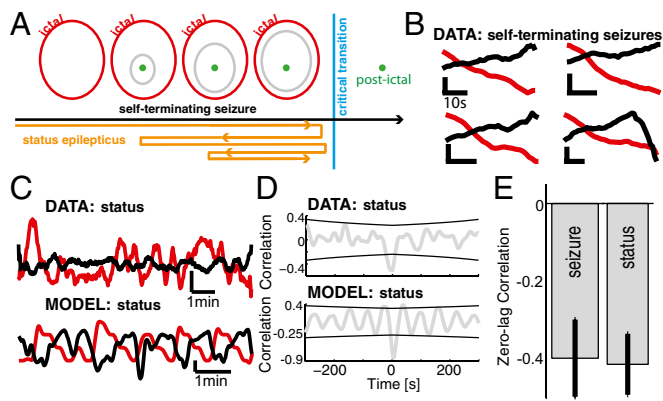 A
ictal
ictal
ictal
ictal
critical transition
post-ictal
self-terminating seizure
status epilepticus
B
DATA: self-terminating seizures
10s
C
DATA: status
1min
MODEL: status
1min
D
DATA: status
Correlation
0.4
0
−0.4
MODEL: status
Correlation
0.4
-0.25
-0.9
−200
0
200
Time [s]
E
Zero-lag Correlation
0
-0.2
-0.4
seizure
status